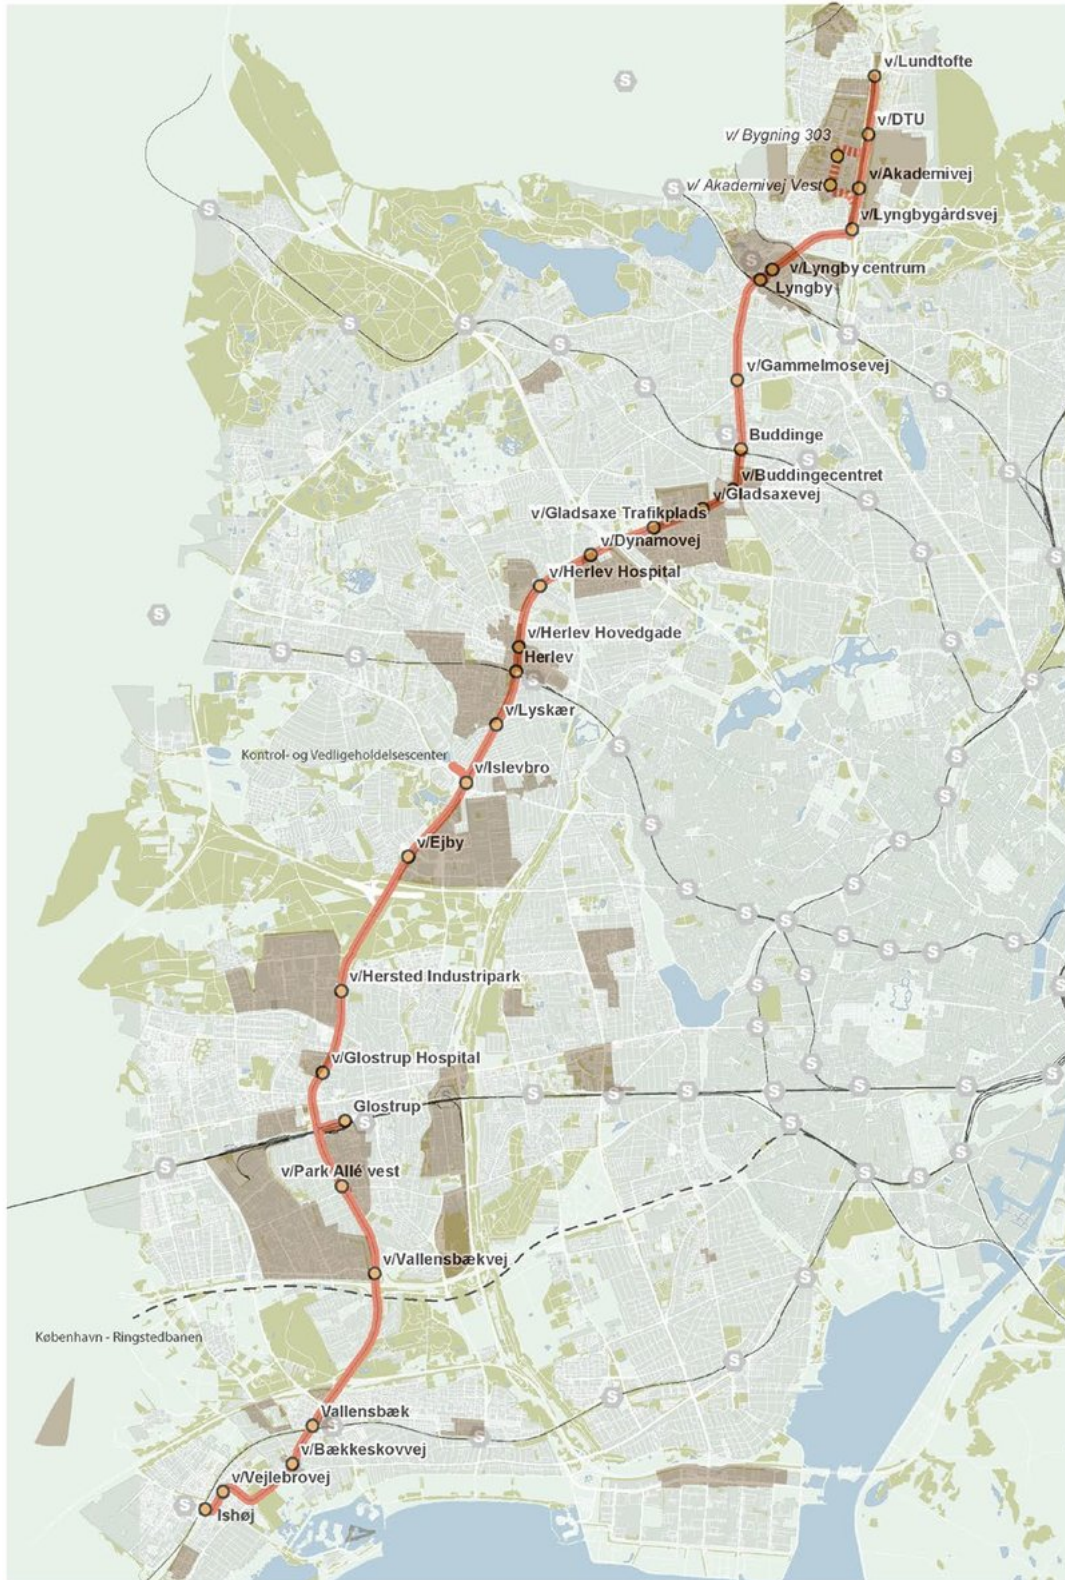 v/Lundtofte
v/DTU
v/ Bygning 303
v/ Akademivej Vest
v/Akademivej
v/Lyngbygårdsvej
v/Lyngby centrum
Lyngby
v/Gammelmosevej
Buddinge
v/Buddingecentret
v/Gladsaxevej
v/Gladsaxe Trafikplads
v/Dynamovej
v/Herlev Hospital
v/Herlev Hovedgade
Herlev
v/Lyskær
Kontrol- og Vedligeholdelsescenter
v/Islevbro
v/Ejby
v/Hersted Industripark
v/Glostrup Hospital
Glostrup
v/Park Allé vest
v/Vallensbækvej
København - Ringstedbanen
Vallensbæk
v/Bækkeskovvej
v/Vejlebrovej
Ishøj